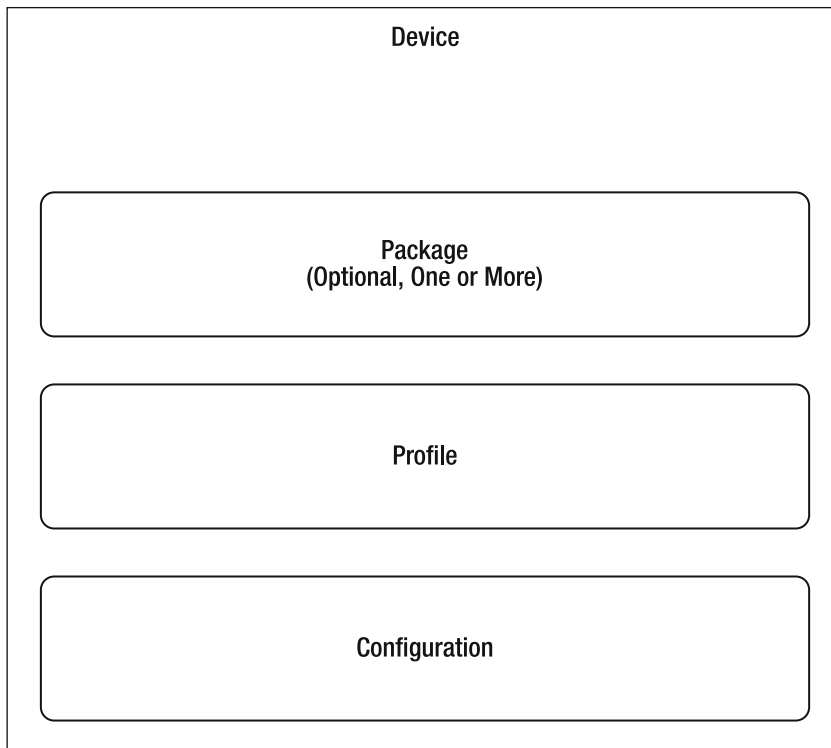 Device
Package
(Optional, One or More)
Profile
Configuration